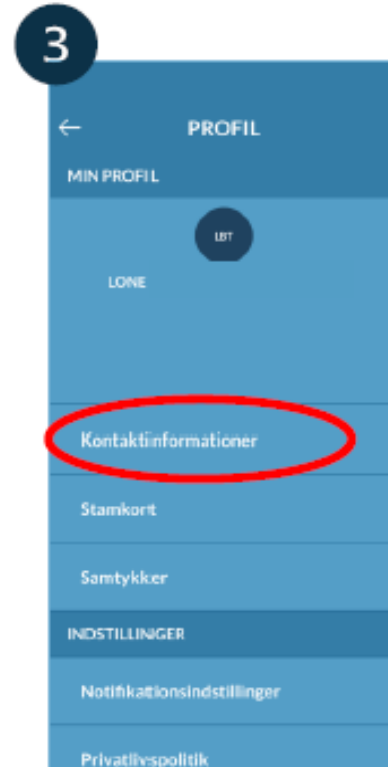 3
← PROFIL
MIN PROFIL
LBT
LONE
Kontaktinformationer
Stamkort
Samtykker
INDSTILLINGER
Notifikationsindstillinger
Privatlivspolitik